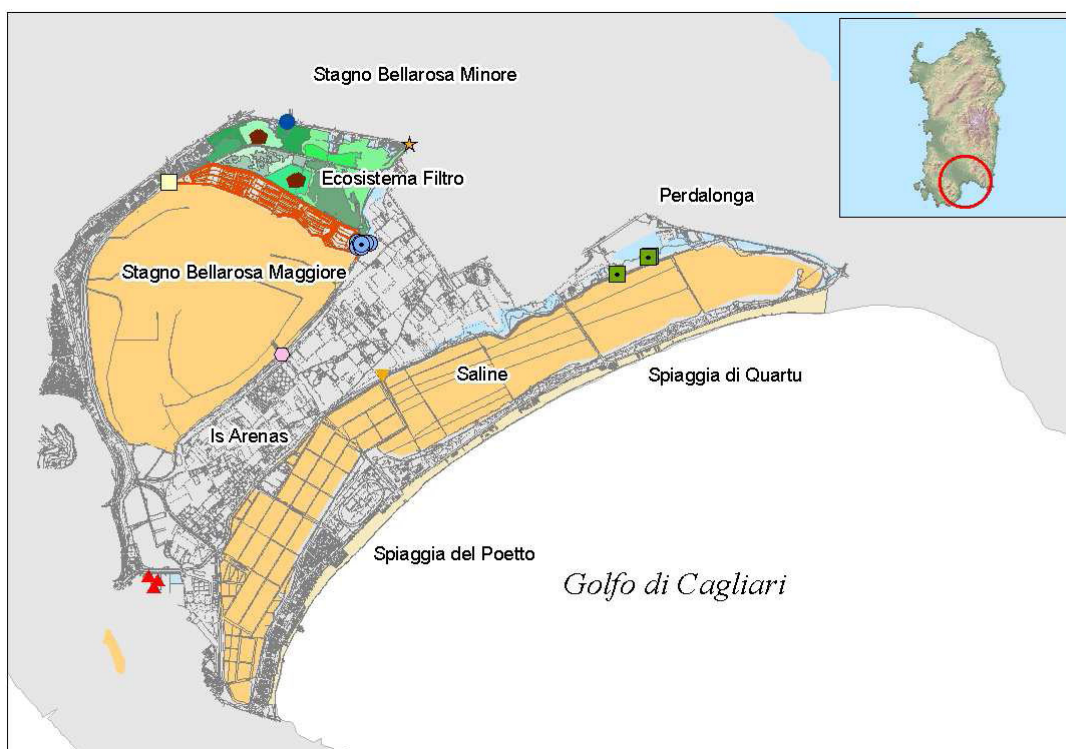 Stagno Bellarosa Minore
Ecosistema Filtro
Perdalonga
Stagno Bellarosa Maggiore
Saline
Spiaggia di Quartu
Is Arenas
Spiaggia del Poetto
Golfo di Cagliari